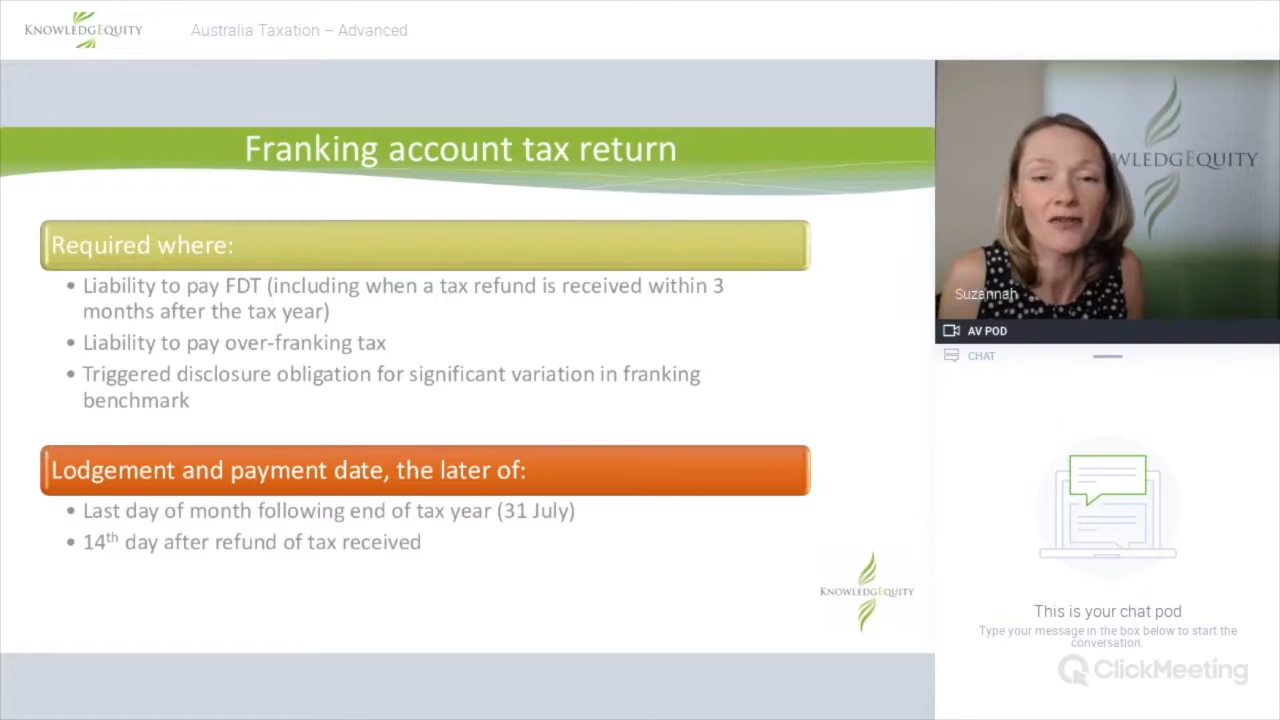 KNOWLEDGEQUITY
Australia Taxation – Advanced
Franking account tax return
Required where:
• Liability to pay FDT (including when a tax refund is received within 3
months after the tax year)
• Liability to pay over-franking tax
• Triggered disclosure obligation for significant variation in franking
benchmark
Lodgement and payment date, the later of:
• Last day of month following end of tax year (31 July)
• 14th day after refund of tax received
KNOWLEDGEQUITY
WLEDGEQUITY
Suzannah
AV POD
CHAT
This is your chat pod
Type your message in the box below to start the
conversation.
ClickMeeting